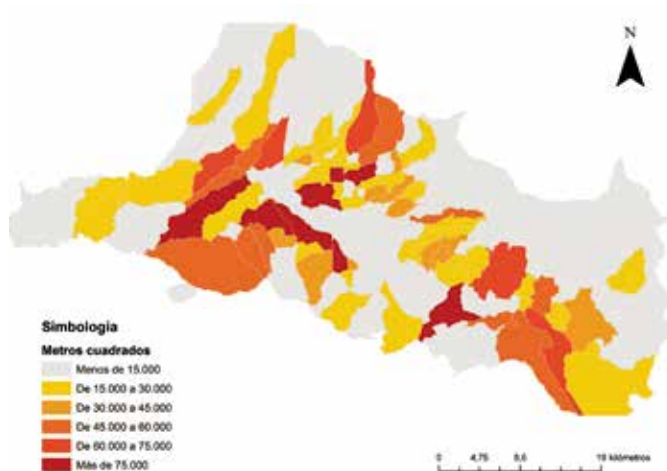 N
Simbología
Metros cuadrados
Menos de 15.000
De 15.000 a 30.000
De 30.000 a 45.000
De 45.000 a 60.000
De 60.000 a 75.000
Más de 75.000
0 4,75 9,5 19 kilómetros